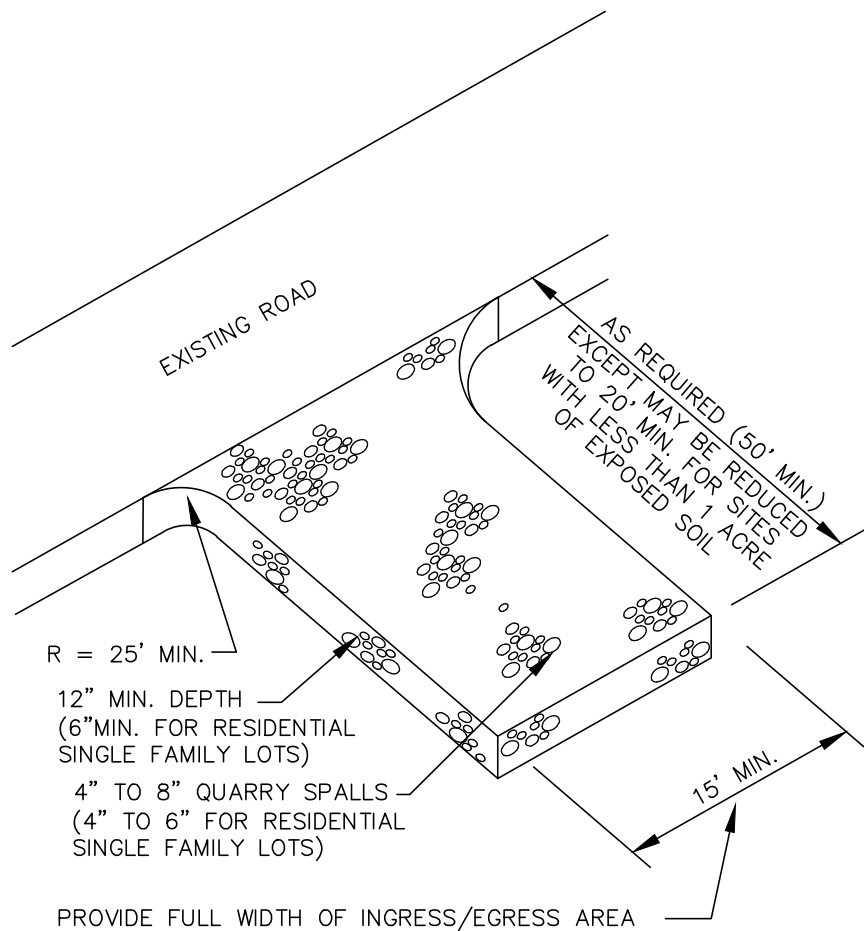 EXISTING ROAD
AS REQUIRED (50' MIN.)
EXCEPT MAY BE REDUCED
TO 20' MIN. FOR SITES
WITH LESS THAN 1 ACRE
OF EXPOSED SOIL
R = 25' MIN.
12" MIN. DEPTH
(6"MIN. FOR RESIDENTIAL
SINGLE FAMILY LOTS)
4" TO 8" QUARRY SPALLS
(4" TO 6" FOR RESIDENTIAL
SINGLE FAMILY LOTS)
15' MIN.
PROVIDE FULL WIDTH OF INGRESS/EGRESS AREA